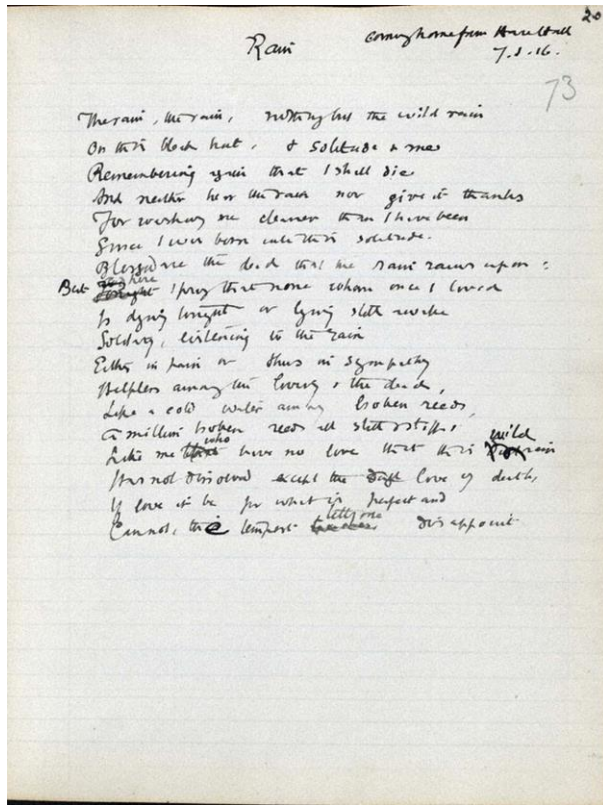 20
Rain
Coming home from Hare Hall
7.1.16.
73
The rain, the rain, nothing but the wild rain
On this bleak hut, & solitude & me
Remembering again that I shall die
And neither hear the rain nor give it thanks
For washing me cleaner than I have been
Since I was born into this solitude.
Blessed are the dead that the rain rains upon:
But here I pray that none whom once I loved
Is dying tonight or lying still awake
Solitary, listening to the rain
Either in pain or thus in sympathy
Helpless among the living & the dead,
Like a cold water among broken reeds,
A million broken reeds all still & stiff,
Like me who have no love that this wild rain
Has not dissolved except the love of death,
If love it be for what is perfect and
Cannot, the tempest tells me disappoint